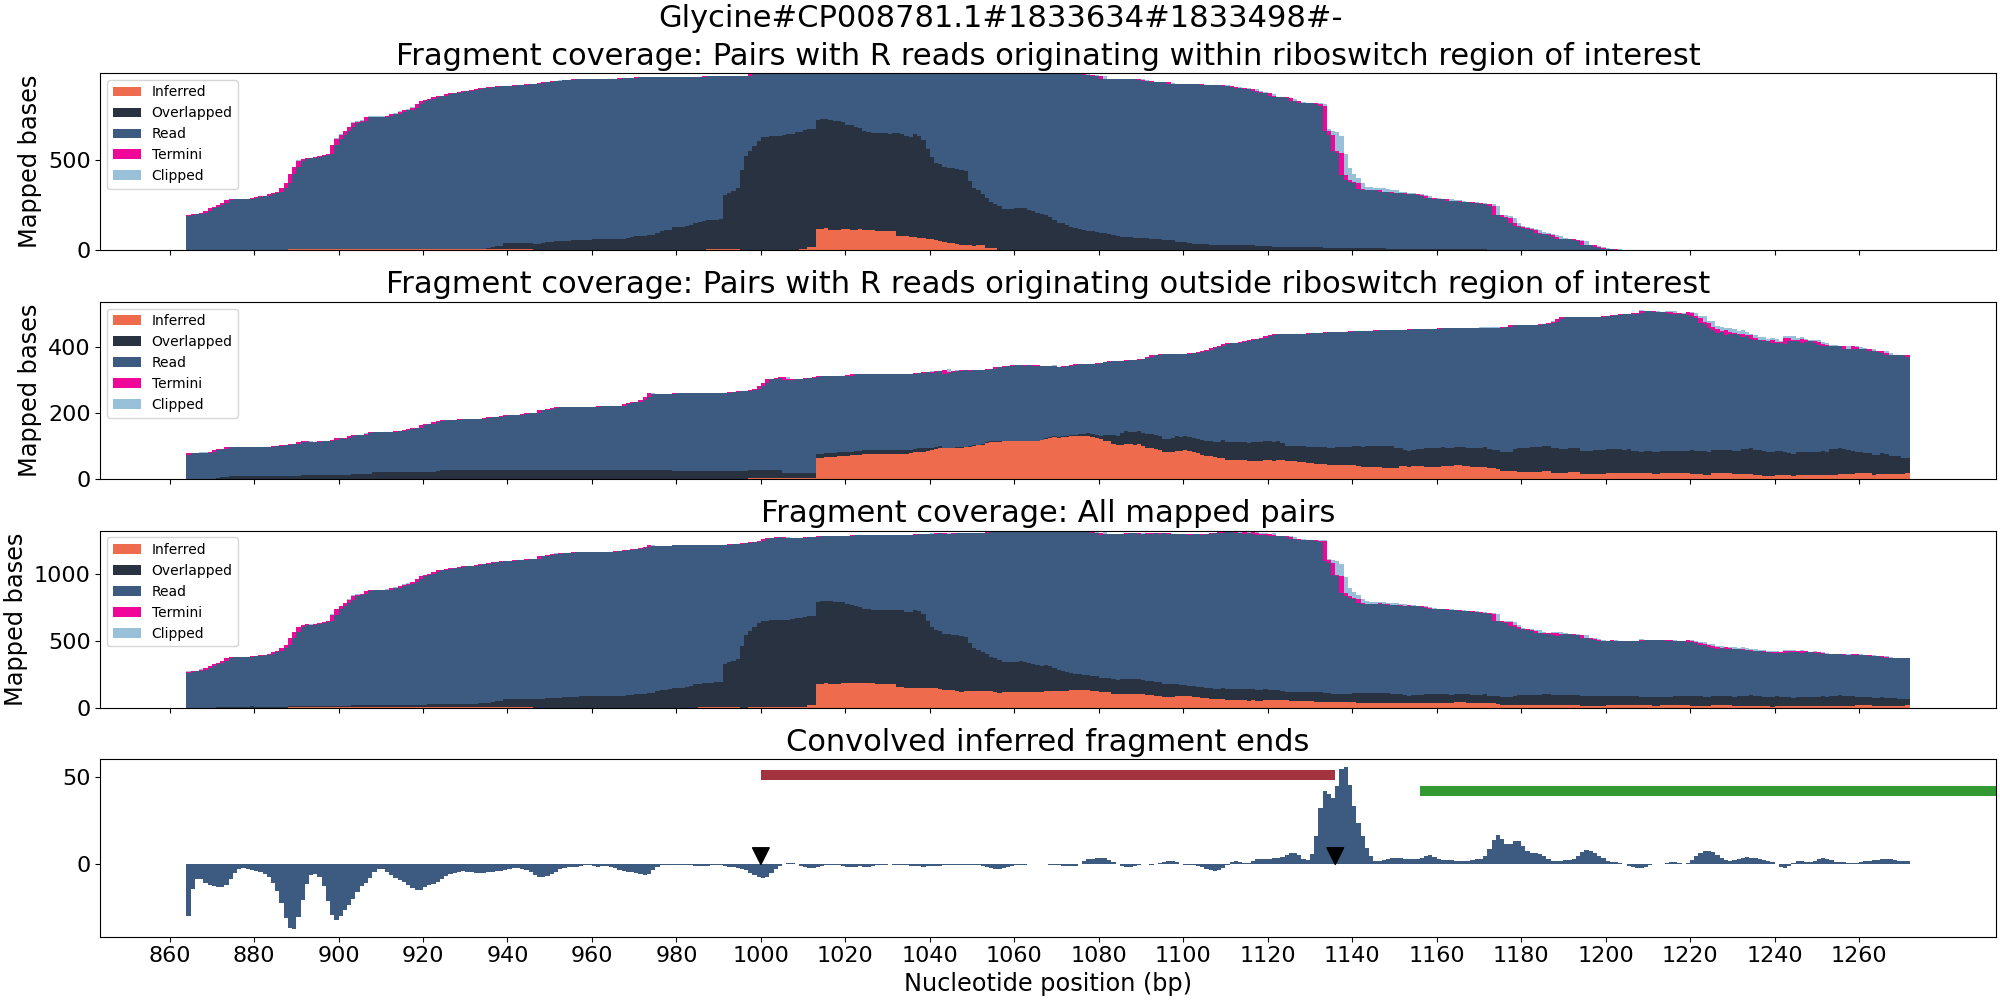 Glycine#CP008781.1#1833634#1833498#-
Fragment coverage: Pairs with R reads originating within riboswitch region of interest
Mapped bases
500
0
Inferred
Overlapped
Read
Termini
Clipped
Fragment coverage: Pairs with R reads originating outside riboswitch region of interest
Mapped bases
400
200
0
Inferred
Overlapped
Read
Termini
Clipped
Fragment coverage: All mapped pairs
Mapped bases
1000
500
0
Inferred
Overlapped
Read
Termini
Clipped
Convolved inferred fragment ends
50
0
860 880 900 920 940 960 980 1000 1020 1040 1060 1080 1100 1120 1140 1160 1180 1200 1220 1240 1260
Nucleotide position (bp)